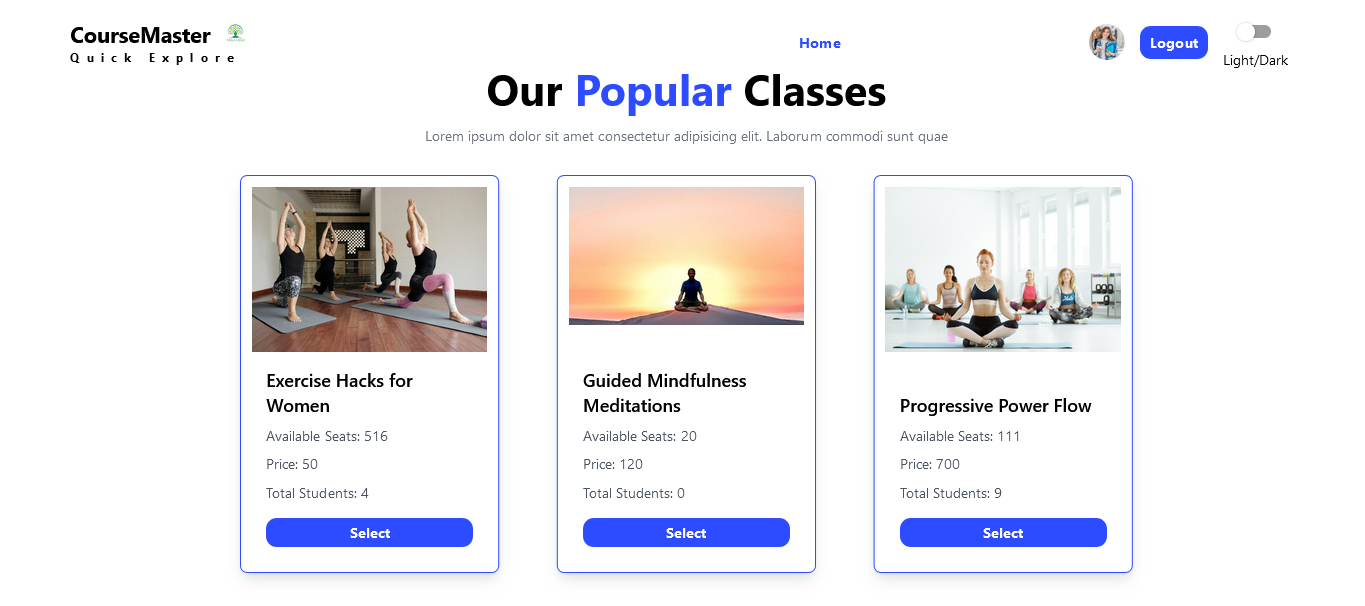 CourseMaster
Quick Explore
Home
Logout
Light/Dark
Our Popular Classes
Lorem ipsum dolor sit amet consectetur adipisicing elit. Laborum commodi sunt quae
Exercise Hacks for
Women
Available Seats: 516
Price: 50
Total Students: 4
Select
Guided Mindfulness
Meditations
Available Seats: 20
Price: 120
Total Students: 0
Select
Progressive Power Flow
Available Seats: 111
Price: 700
Total Students: 9
Select